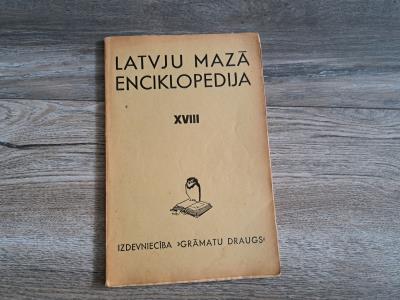 LATVJU MAZĀ
ENCIKLOPEDIJA
XVIII
IZDEVNIECĪBA ›GRĀMATU DRAUGS‹